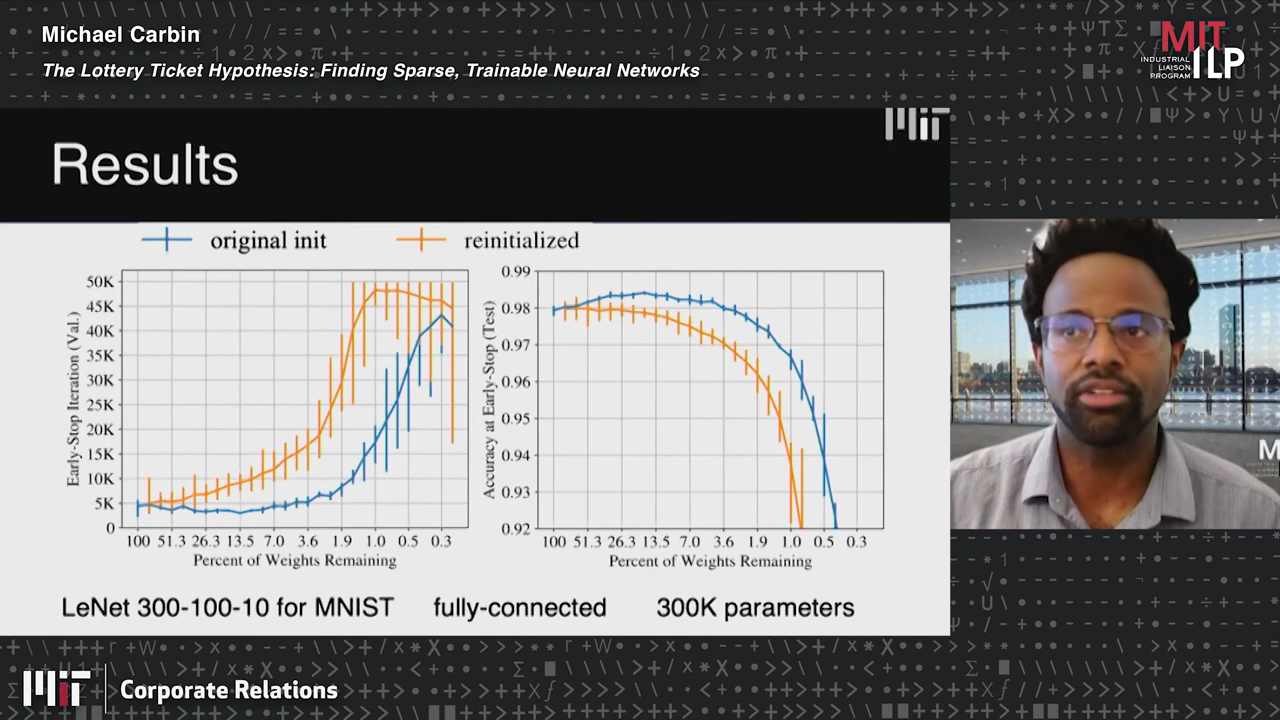 Michael Carbin
The Lottery Ticket Hypothesis: Finding Sparse, Trainable Neural Networks
MIT
ILP
INDUSTRIAL
LIAISON
PROGRAM
MIT
Results
original init
reinitialized
Early-Stop Iteration (Val.)
50K
45K
40K
35K
30K
25K
20K
15K
10K
5K
0
100 51.3 26.3 13.5 7.0 3.6 1.9 1.0 0.5 0.3
Percent of Weights Remaining
Accuracy at Early-Stop (Test)
0.99
0.98
0.97
0.96
0.95
0.94
0.93
0.92
100 51.3 26.3 13.5 7.0 3.6 1.9 1.0 0.5 0.3
Percent of Weights Remaining
LeNet 300-100-10 for MNIST fully-connected 300K parameters
MIT
Corporate Relations